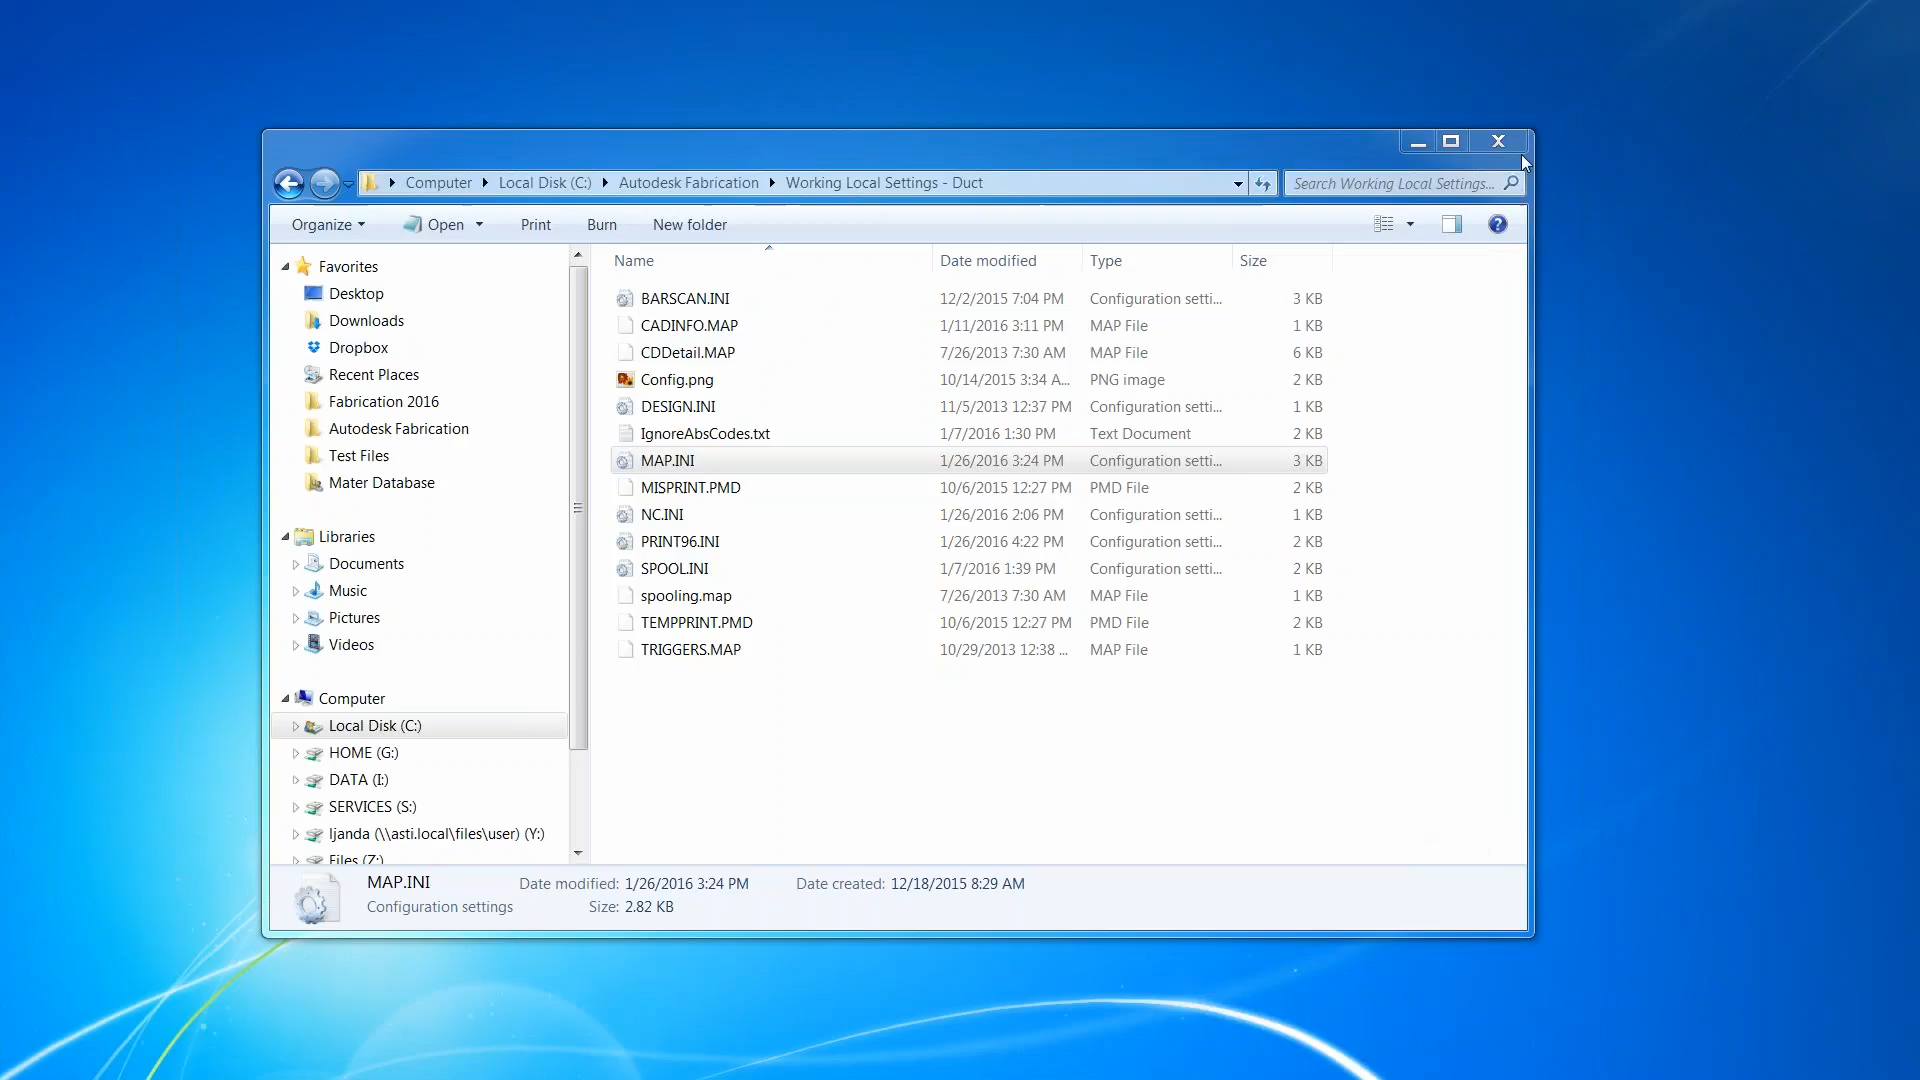 Computer Local Disk (C:) Autodesk Fabrication Working Local Settings - Duct Search Working Local Settings...
Organize Open Print Burn New folder
Favorites
Desktop
Downloads
Dropbox
Recent Places
Fabrication 2016
Autodesk Fabrication
Test Files
Mater Database
Libraries
Documents
Music
Pictures
Videos
Computer
Local Disk (C:)
HOME (G:)
DATA (I:)
SERVICES (S:)
ljanda (\\asti.local\files\user) (Y:)
Files (Z:)
Name Date modified Type Size
BARSCAN.INI 12/2/2015 7:04 PM Configuration setti... 3 KB
CADINFO.MAP 1/11/2016 3:11 PM MAP File 1 KB
CDDetail.MAP 7/26/2013 7:30 AM MAP File 6 KB
Config.png 10/14/2015 3:34 A... PNG image 2 KB
DESIGN.INI 11/5/2013 12:37 PM Configuration setti... 1 KB
IgnoreAbsCodes.txt 1/7/2016 1:30 PM Text Document 2 KB
MAP.INI 1/26/2016 3:24 PM Configuration setti... 3 KB
MISPRINT.PMD 10/6/2015 12:27 PM PMD File 2 KB
NC.INI 1/26/2016 2:06 PM Configuration setti... 1 KB
PRINT96.INI 1/26/2016 4:22 PM Configuration setti... 2 KB
SPOOL.INI 1/7/2016 1:39 PM Configuration setti... 2 KB
spooling.map 7/26/2013 7:30 AM MAP File 1 KB
TEMPPRINT.PMD 10/6/2015 12:27 PM PMD File 2 KB
TRIGGERS.MAP 10/29/2013 12:38 ... MAP File 1 KB
MAP.INI Date modified: 1/26/2016 3:24 PM Date created: 12/18/2015 8:29 AM
Configuration settings Size: 2.82 KB